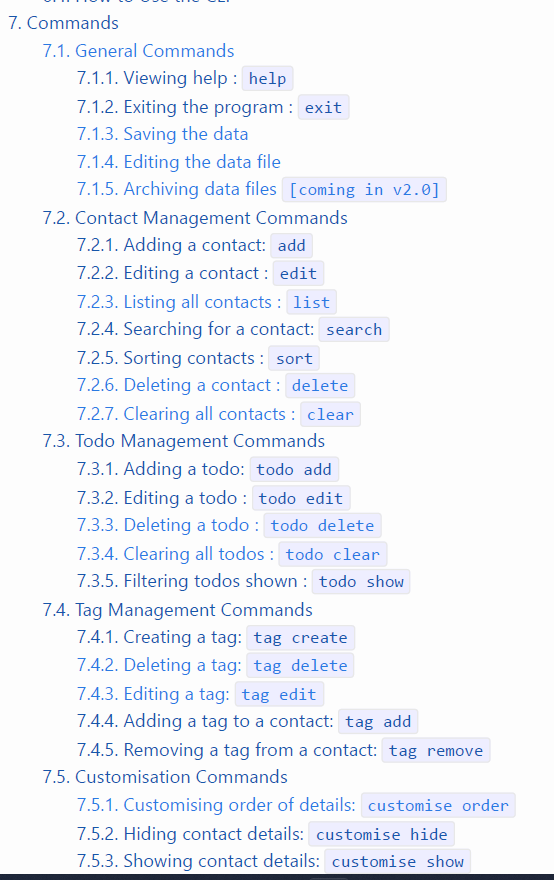 6.4. How to Use the CLI
7. Commands
7.1. General Commands
7.1.1. Viewing help : help
7.1.2. Exiting the program : exit
7.1.3. Saving the data
7.1.4. Editing the data file
7.1.5. Archiving data files [coming in v2.0]
7.2. Contact Management Commands
7.2.1. Adding a contact: add
7.2.2. Editing a contact : edit
7.2.3. Listing all contacts : list
7.2.4. Searching for a contact: search
7.2.5. Sorting contacts : sort
7.2.6. Deleting a contact : delete
7.2.7. Clearing all contacts : clear
7.3. Todo Management Commands
7.3.1. Adding a todo: todo add
7.3.2. Editing a todo : todo edit
7.3.3. Deleting a todo : todo delete
7.3.4. Clearing all todos : todo clear
7.3.5. Filtering todos shown : todo show
7.4. Tag Management Commands
7.4.1. Creating a tag: tag create
7.4.2. Deleting a tag: tag delete
7.4.3. Editing a tag: tag edit
7.4.4. Adding a tag to a contact: tag add
7.4.5. Removing a tag from a contact: tag remove
7.5. Customisation Commands
7.5.1. Customising order of details: customise order
7.5.2. Hiding contact details: customise hide
7.5.3. Showing contact details: customise show